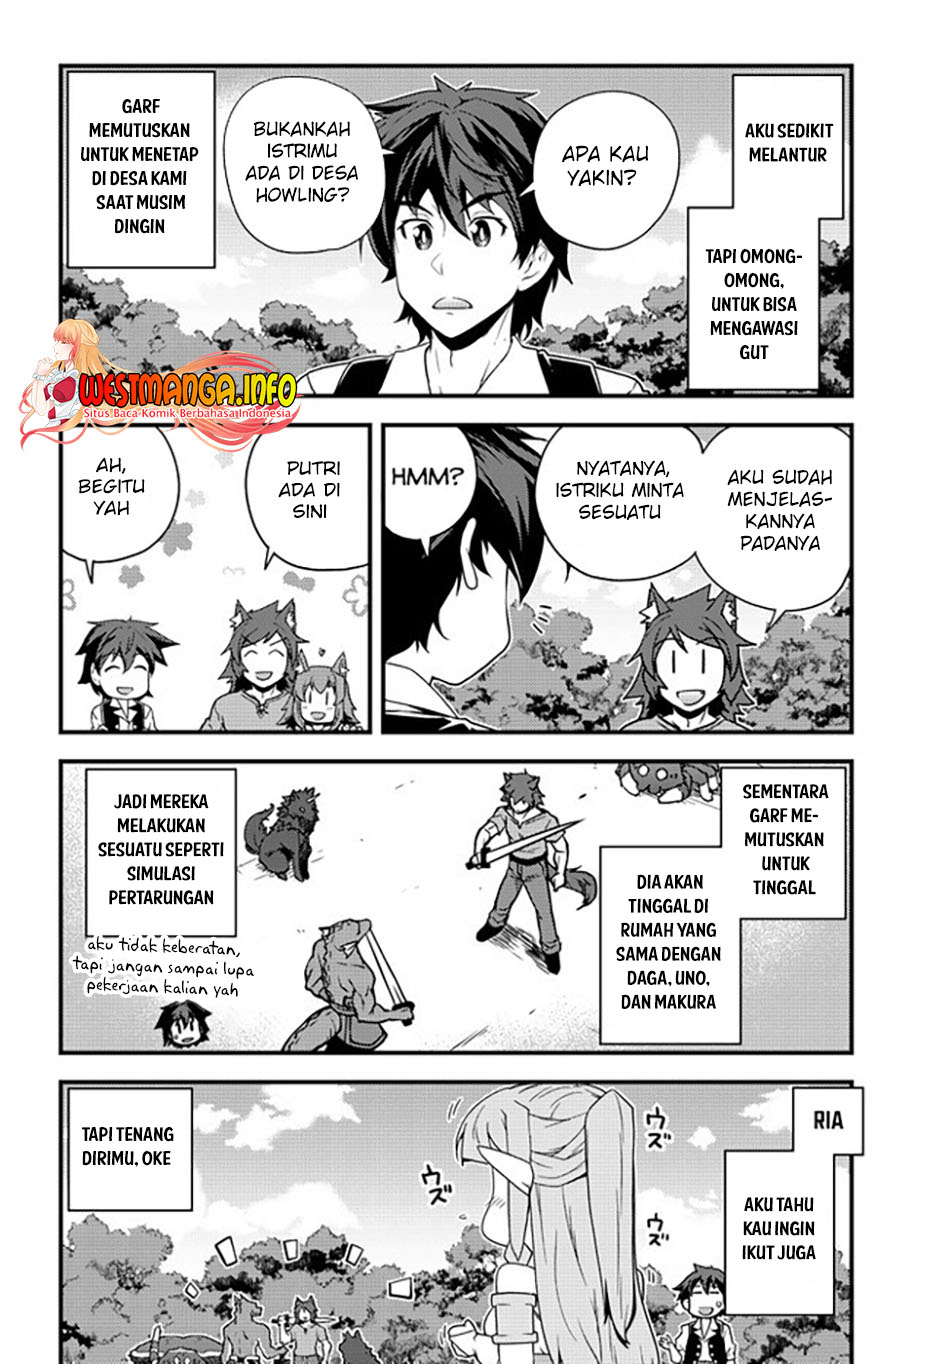 AKU SEDIKIT
MELANTUR
TAPI OMONG-
OMONG,
UNTUK BISA
MENGAWASI
GUT
APA KAU
YAKIN?
BUKANKAH
ISTRIMU
ADA DI DESA
HOWLING?
GARF
MEMUTUSKAN
UNTUK MENETAP
DI DESA KAMI
SAAT MUSIM
DINGIN
WESTMANGA.INFO
Situs Baca Komik Berbahasa Indonesia
AKU SUDAH
MENJELAS-
KANNYA
PADANYA
NYATANYA,
ISTRIKU MINTA
SESUATU
HMM?
PUTRI
ADA DI
SINI
AH,
BEGITU
YAH
SEMENTARA
GARF ME-
MUTUSKAN
UNTUK
TINGGAL
DIA AKAN
TINGGAL DI
RUMAH YANG
SAMA DENGAN
DAGA, UNO,
DAN MAKURA
JADI MEREKA
MELAKUKAN
SESUATU SEPERTI
SIMULASI
PERTARUNGAN
aku tidak keberatan,
tapi jangan sampai lupa
pekerjaan kalian yah
RIA
AKU TAHU
KAU INGIN
IKUT JUGA
ウズ
ウズ
ウズ
TAPI TENANG
DIRIMU, OKE